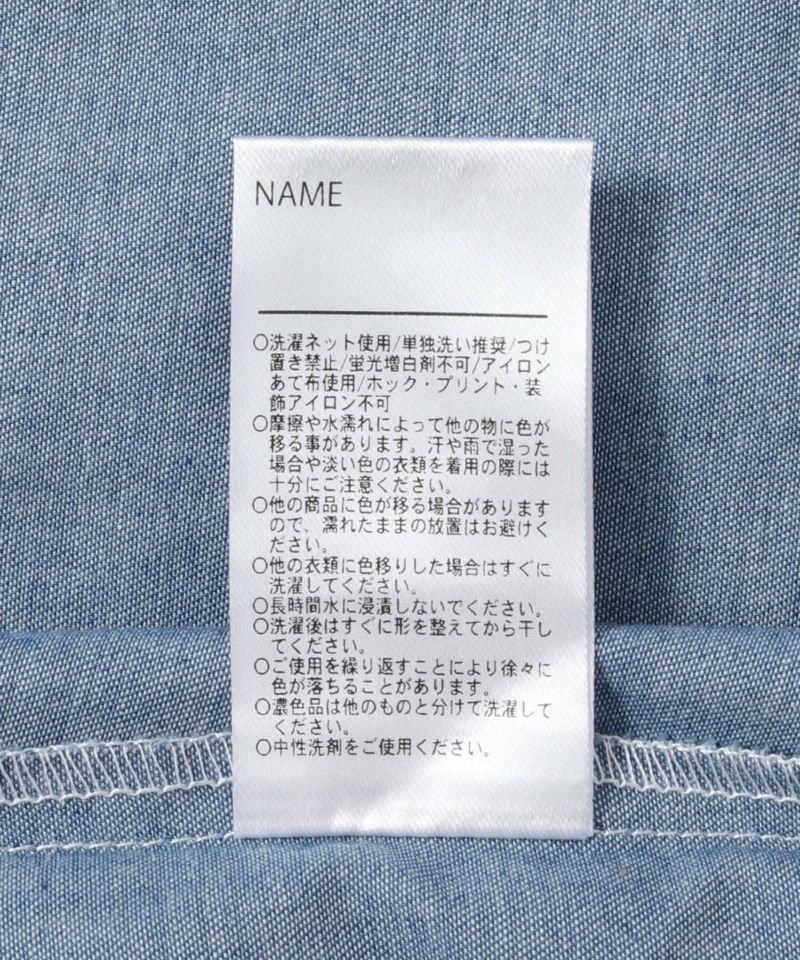 NAME
○洗濯ネット使用/単独洗い推奨/つけ
置き禁止/蛍光増白剤不可/アイロン
あて布使用/ホック・プリント・装
飾アイロン不可
○摩擦や水濡れによって他の物に色が
移る事があります。汗や雨で湿った
場合や淡い色の衣類を着用の際には
十分にご注意ください。
○他の商品に色が移る場合があります
ので、濡れたままの放置はお避けく
ださい。
○他の衣類に色移りした場合はすぐに
洗濯してください。
○長時間水に浸漬しないでください。
○洗濯後はすぐに形を整えてから干し
てください。
○ご使用を繰り返すことにより徐々に
色が落ちることがあります。
○濃色品は他のものと分けて洗濯して
ください。
○中性洗剤をご使用ください。